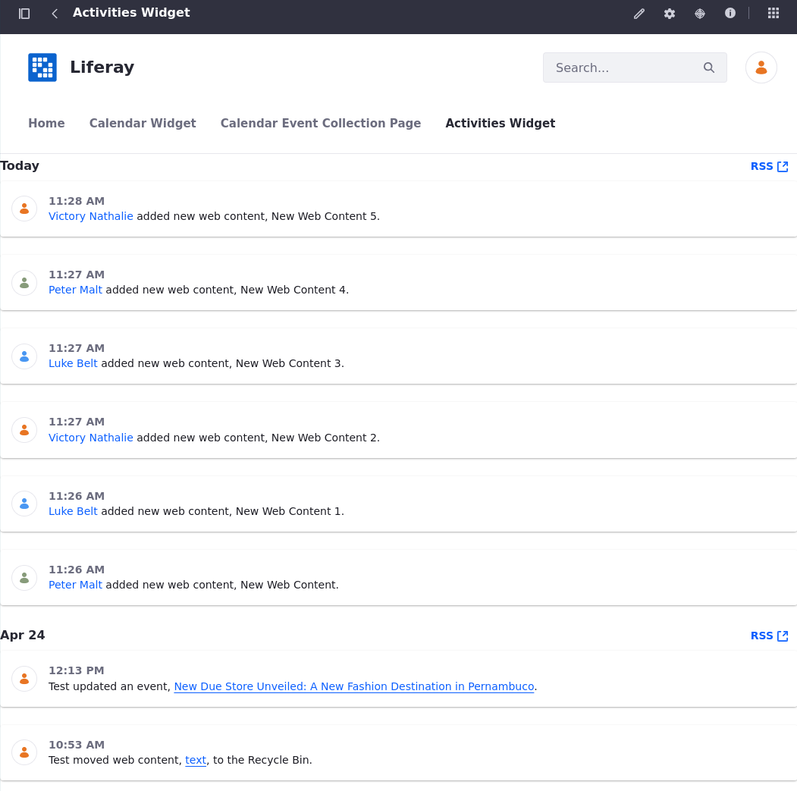 Activities Widget
Liferay
Search...
Home Calendar Widget Calendar Event Collection Page Activities Widget
Today RSS
11:28 AM
Victory Nathalie added new web content, New Web Content 5.
11:27 AM
Peter Malt added new web content, New Web Content 4.
11:27 AM
Luke Belt added new web content, New Web Content 3.
11:27 AM
Victory Nathalie added new web content, New Web Content 2.
11:26 AM
Luke Belt added new web content, New Web Content 1.
11:26 AM
Peter Malt added new web content, New Web Content.
Apr 24 RSS
12:13 PM
Test updated an event, New Due Store Unveiled: A New Fashion Destination in Pernambuco.
10:53 AM
Test moved web content, text, to the Recycle Bin.